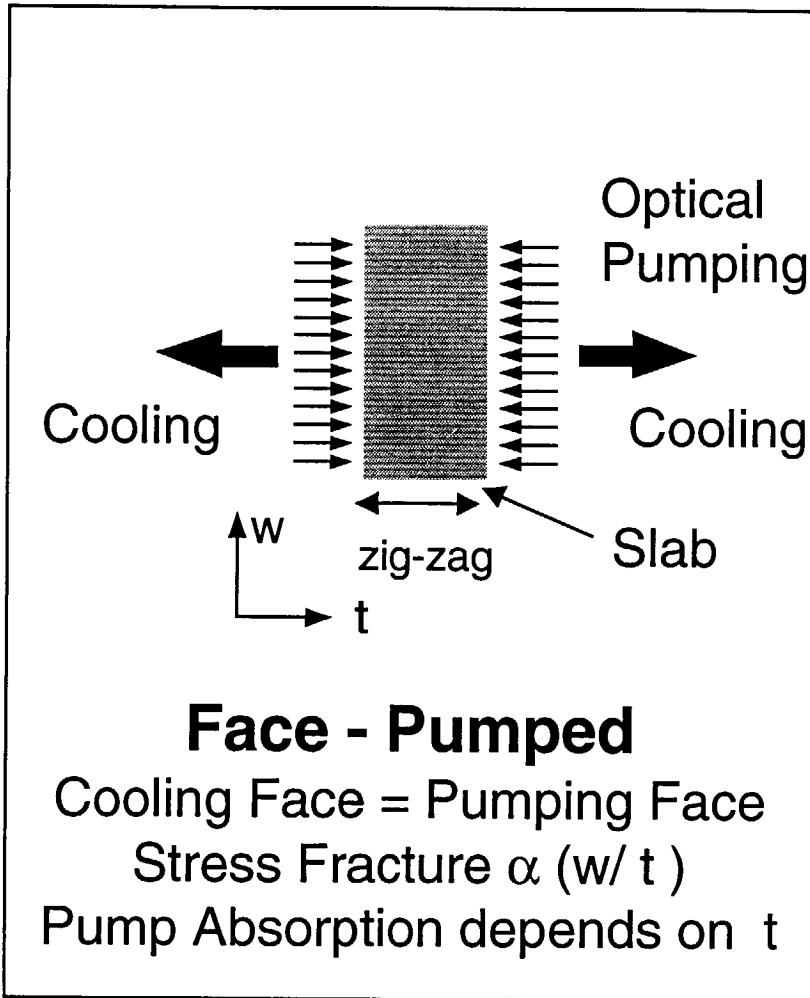 Optical
Pumping
Cooling
Cooling
w
zig-zag
Slab
t
Face - Pumped
Cooling Face = Pumping Face
Stress Fracture α (w/ t )
Pump Absorption depends on t